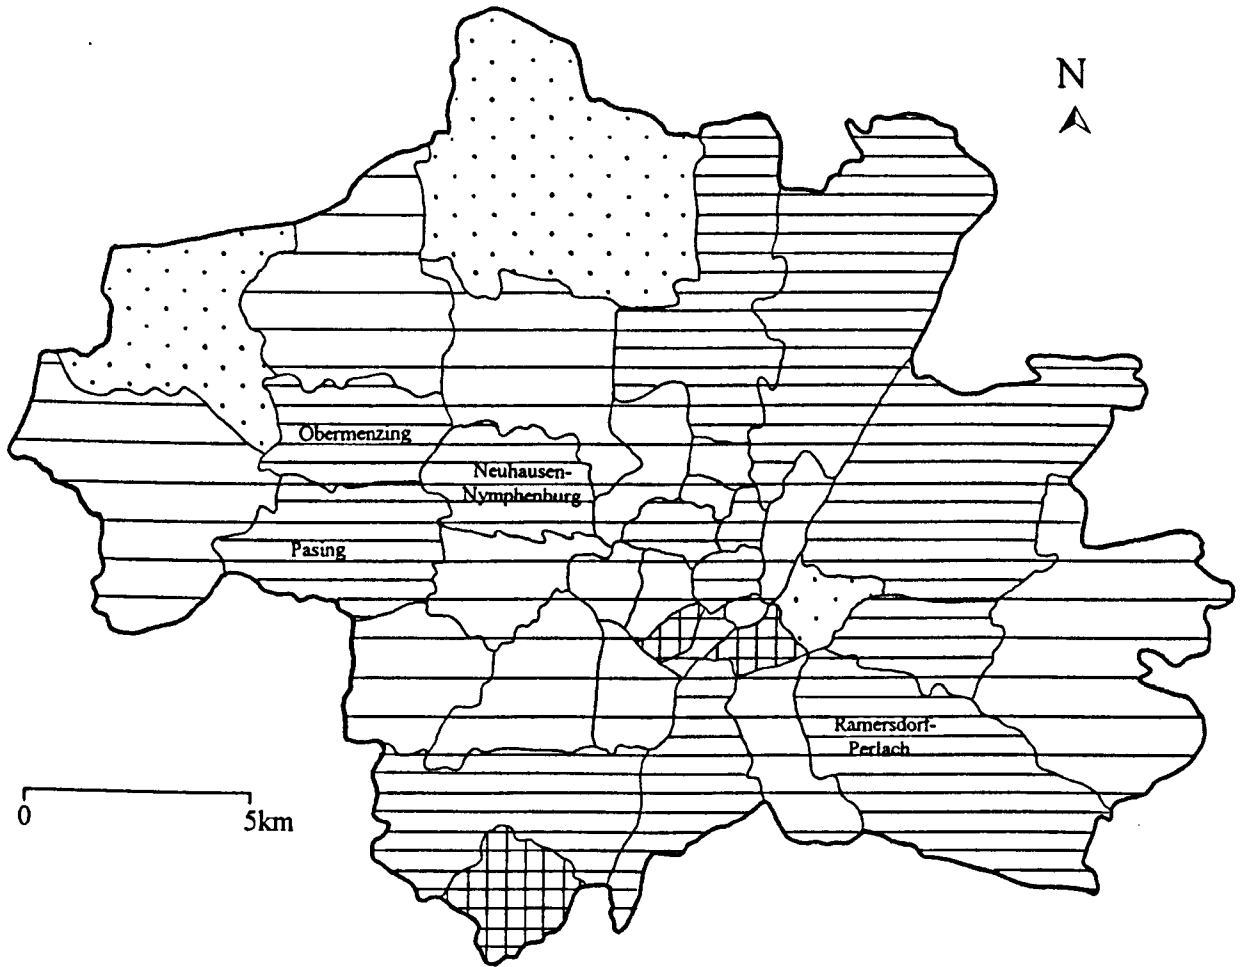 N
Obermenzing
Neuhausen-
Nymphenburg
Pasing
Ramersdorf-
Perlach
0
5km